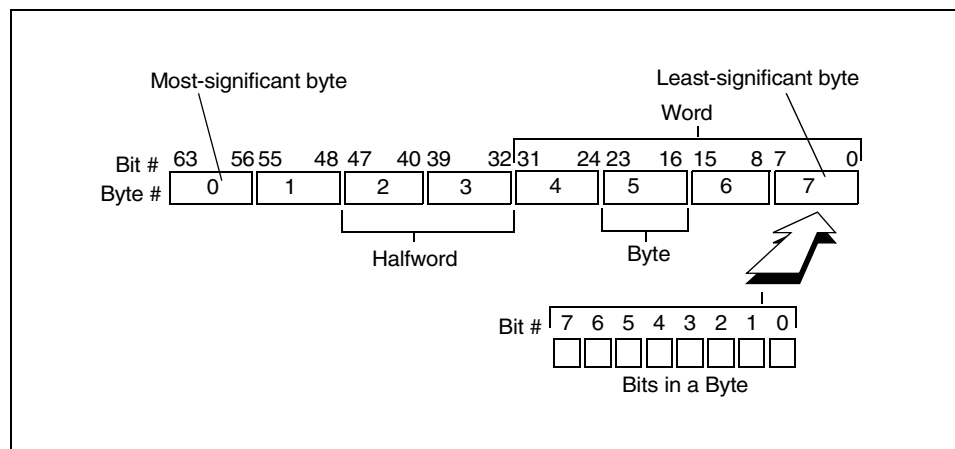 Most-significant byte
Least-significant byte
Word
Bit # 63 56 55 48 47 40 39 32 31 24 23 16 15 8 7 0
Byte # 0 1 2 3 4 5 6 7
Halfword
Byte
Bit # 7 6 5 4 3 2 1 0
Bits in a Byte